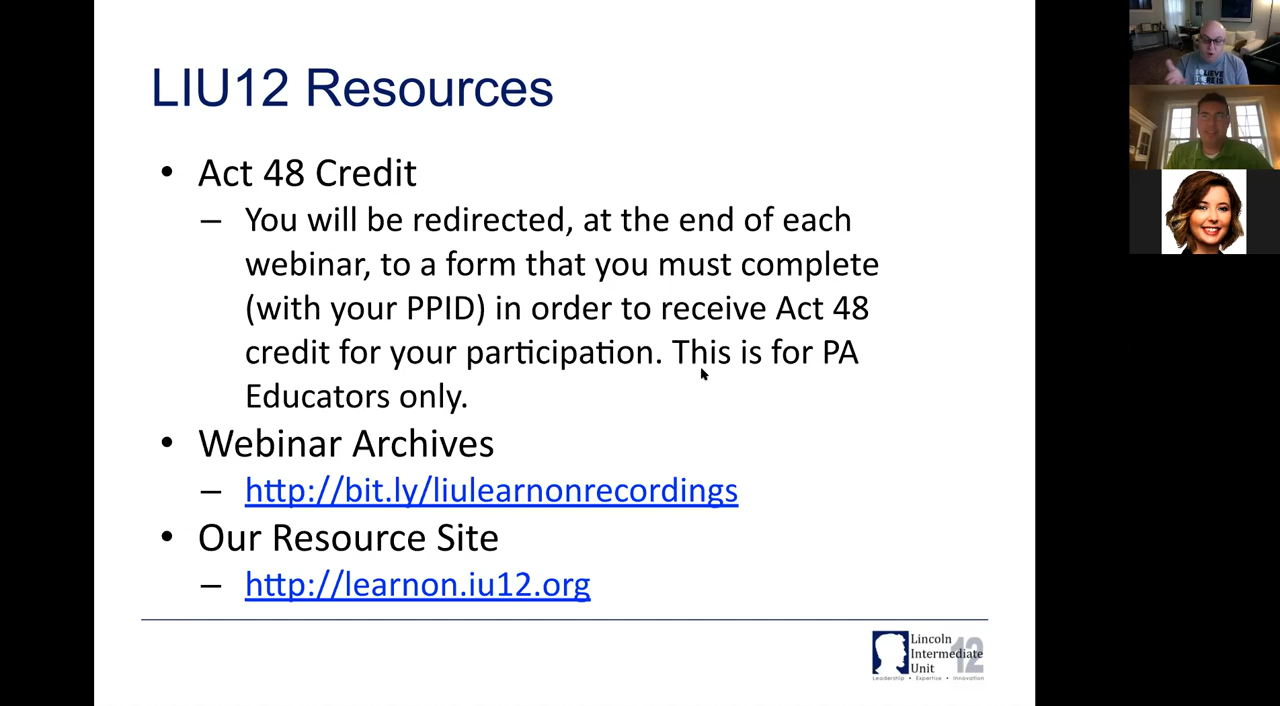 LIU12 Resources
• Act 48 Credit
– You will be redirected, at the end of each
webinar, to a form that you must complete
(with your PPID) in order to receive Act 48
credit for your participation. This is for PA
Educators only.
• Webinar Archives
– http://bit.ly/liulearnonrecordings
• Our Resource Site
– http://learnon.iu12.org
Lincoln
Intermediate
Unit
12
Leadership • Expertise • Innovation